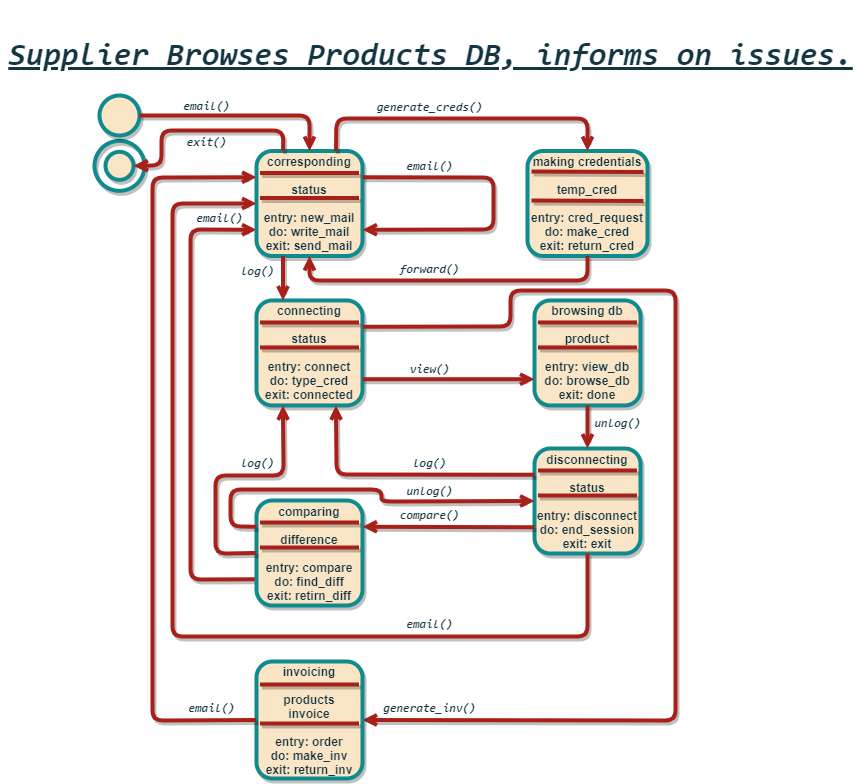 Supplier Browses Products DB, informs on issues.
email()
generate_creds()
exit()
corresponding
status
entry: new_mail
do: write_mail
exit: send_mail
email()
making credentials
temp_cred
entry: cred_request
do: make_cred
exit: return_cred
email()
log()
forward()
connecting
status
entry: connect
do: type_cred
exit: connected
view()
browsing db
product
entry: view_db
do: browse_db
exit: done
unlog()
log()
log()
unlog()
compare()
disconnecting
status
entry: disconnect
do: end_session
exit: exit
comparing
difference
entry: compare
do: find_diff
exit: retirn_diff
email()
invoicing
products
invoice
entry: order
do: make_inv
exit: return_inv
email()
generate_inv()